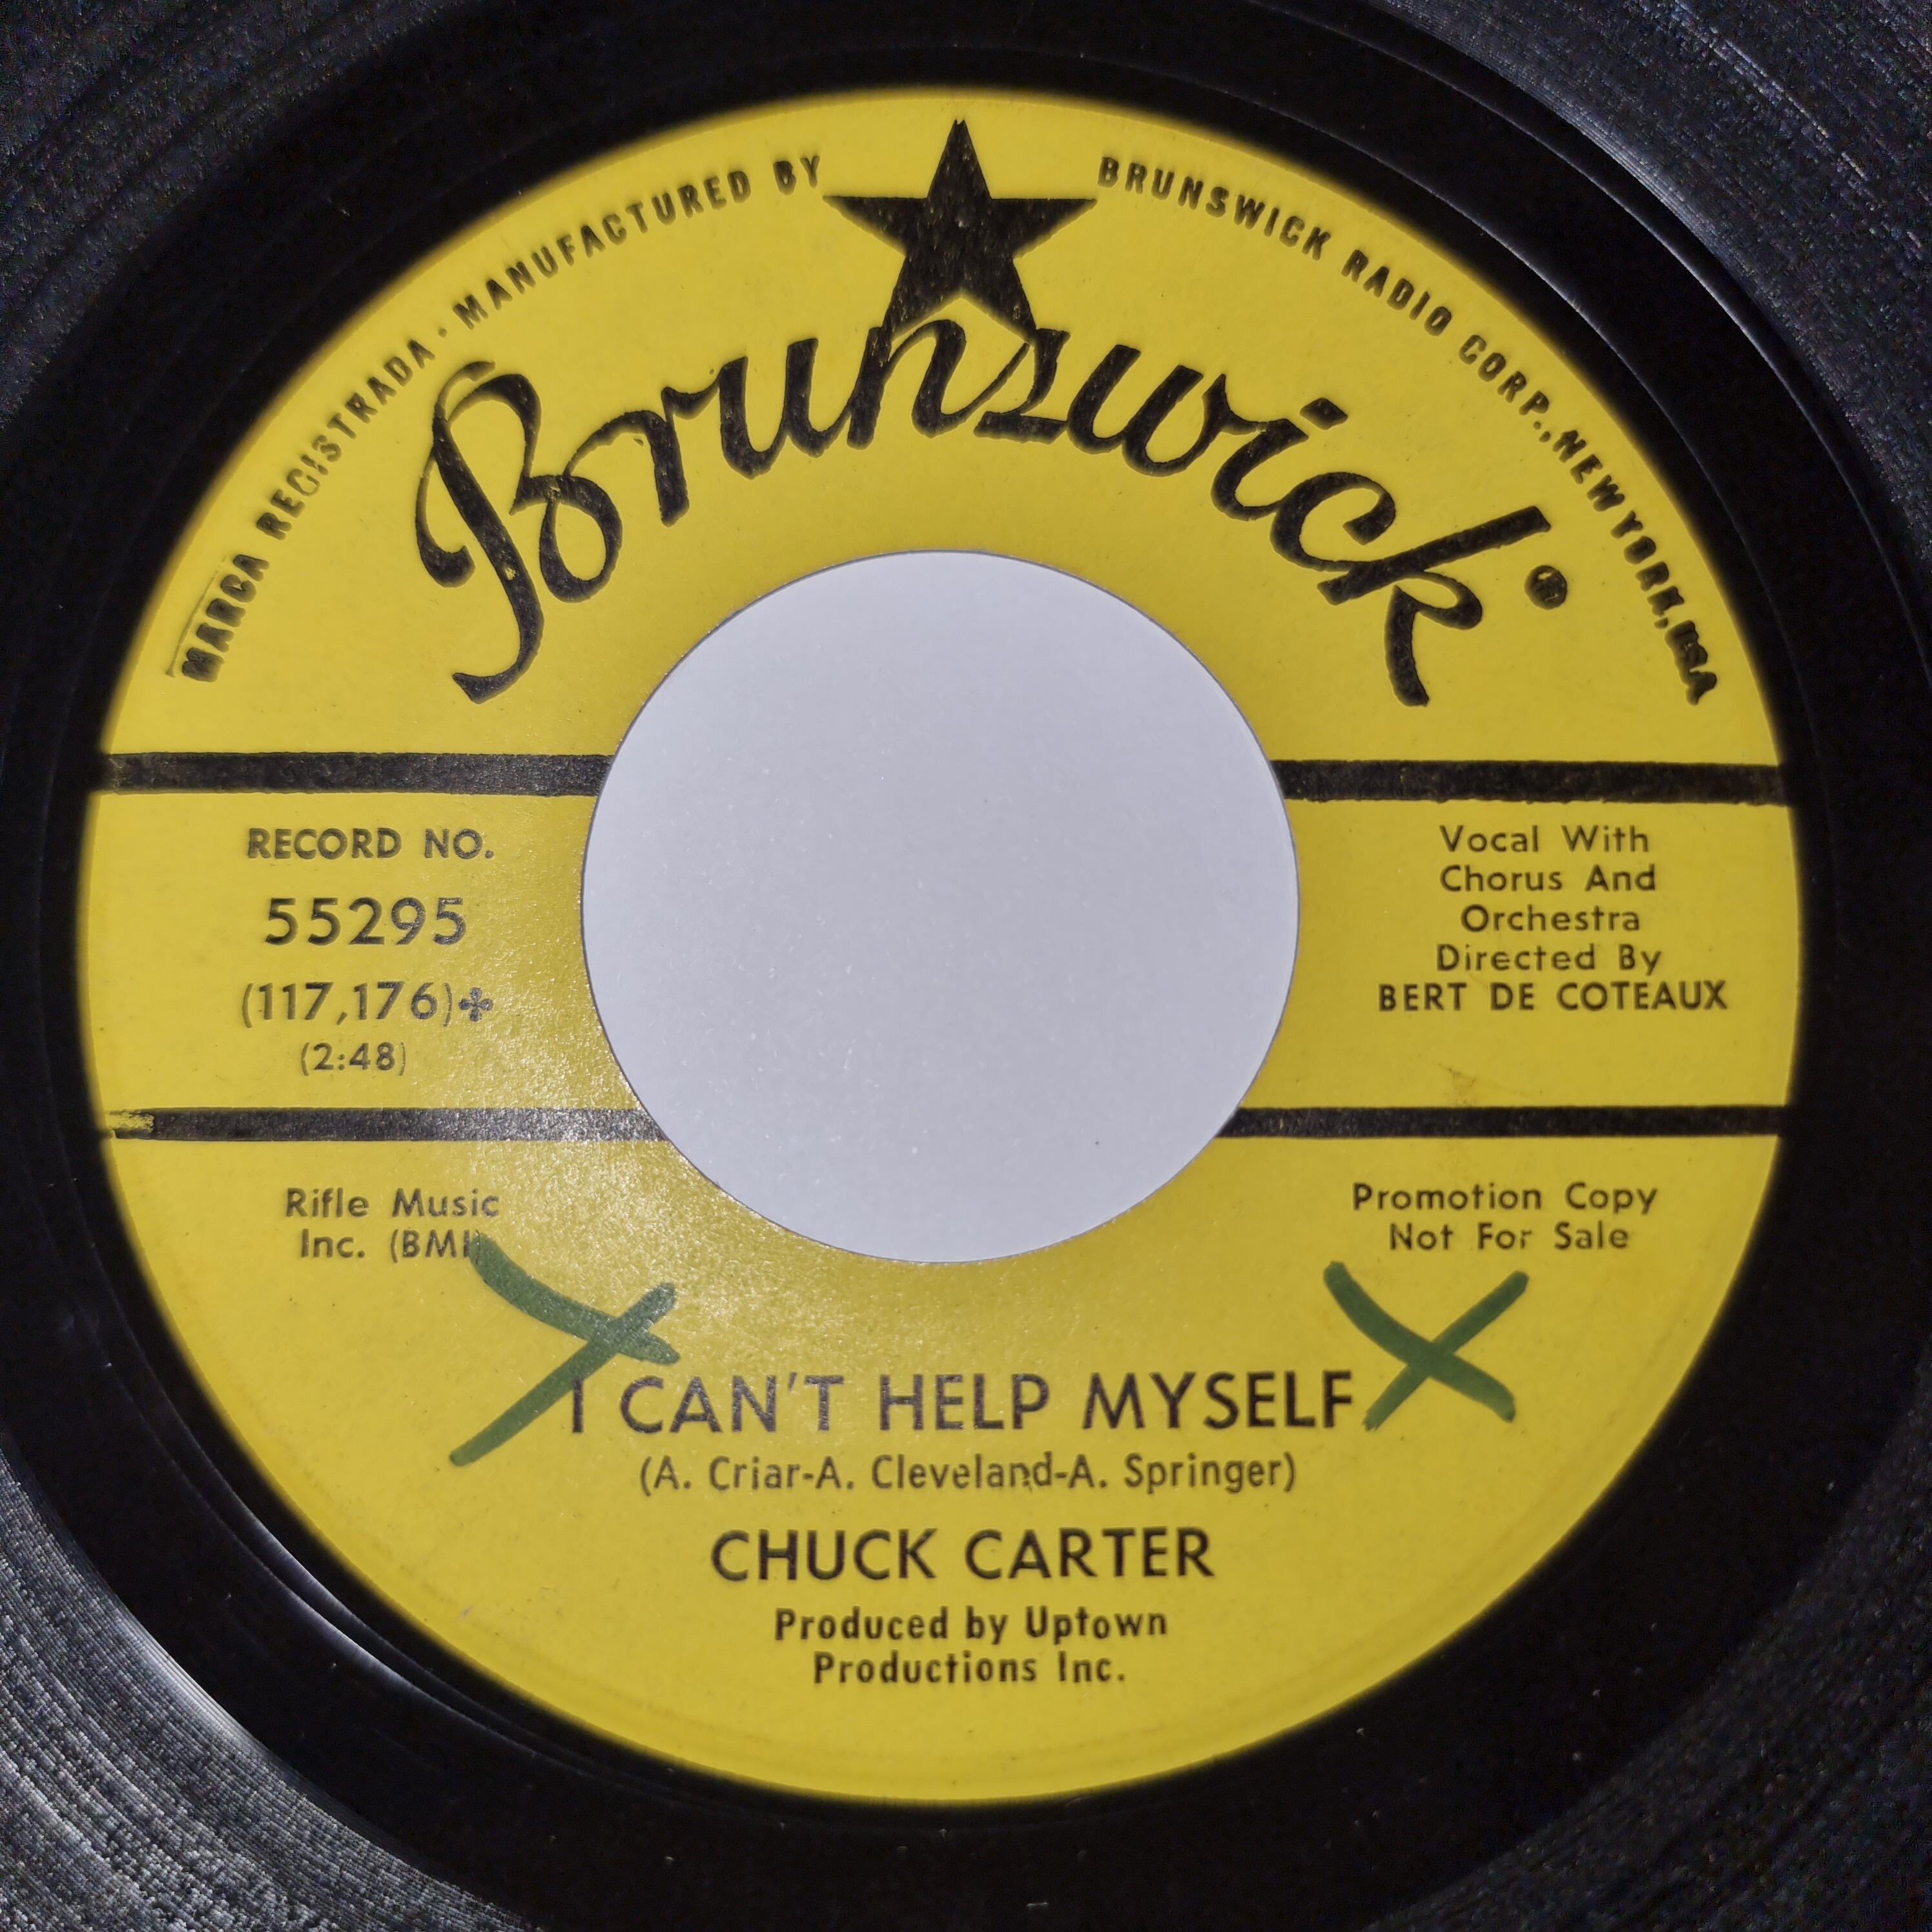 MARCA REGISTRADA · MANUFACTURED BY BRUNSWICK RADIO CORP., NEW YORK, USA
Brunswick ®
RECORD NO.
55295
(117,176)✤
(2:48)
Vocal With
Chorus And
Orchestra
Directed By
BERT DE COTEAUX
Rifle Music
Inc. (BMI)
Promotion Copy
Not For Sale
X X
I CAN'T HELP MYSELF
(A. Criar-A. Cleveland-A. Springer)
CHUCK CARTER
Produced by Uptown
Productions Inc.